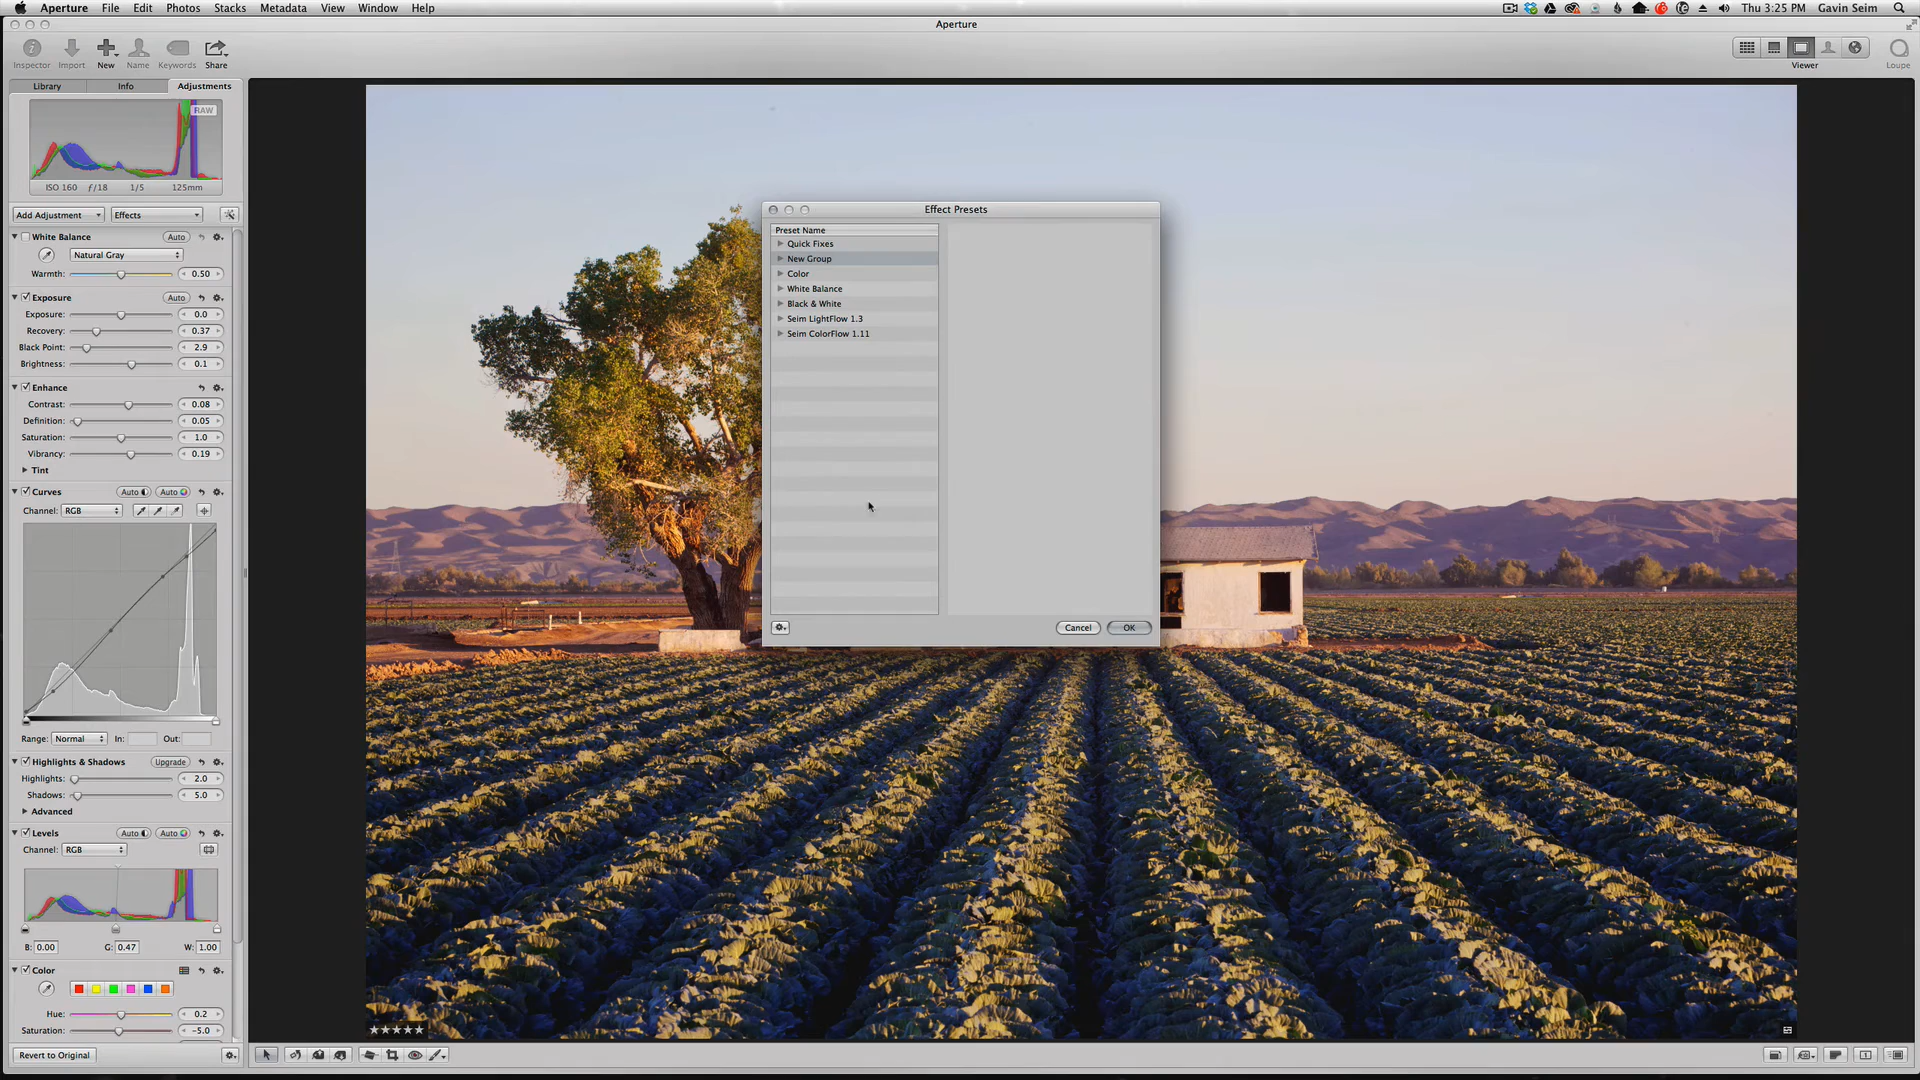 Aperture File Edit Photos Stacks Metadata View Window Help Thu 3:25 PM Gavin Seim
Aperture
Inspector Import New Name Keywords Share Viewer Loupe
Library Info Adjustments
RAW
ISO 160 ƒ/18 1/5 125mm
Add Adjustment Effects
White Balance Auto
Natural Gray
Warmth: 0.50
Exposure Auto
Exposure: 0.0
Recovery: 0.37
Black Point: 2.9
Brightness: 0.1
Enhance
Contrast: 0.08
Definition: 0.05
Saturation: 1.0
Vibrancy: 0.19
Tint
Curves Auto Auto
Channel: RGB
Range: Normal In: Out:
Highlights & Shadows Upgrade
Highlights: 2.0
Shadows: 5.0
Advanced
Levels Auto Auto
Channel: RGB
B: 0.00 G: 0.47 W: 1.00
Color
Hue: 0.2
Saturation: -5.0
Revert to Original
Effect Presets
Preset Name
Quick Fixes
New Group
Color
White Balance
Black & White
Seim LightFlow 1.3
Seim ColorFlow 1.11
Cancel OK